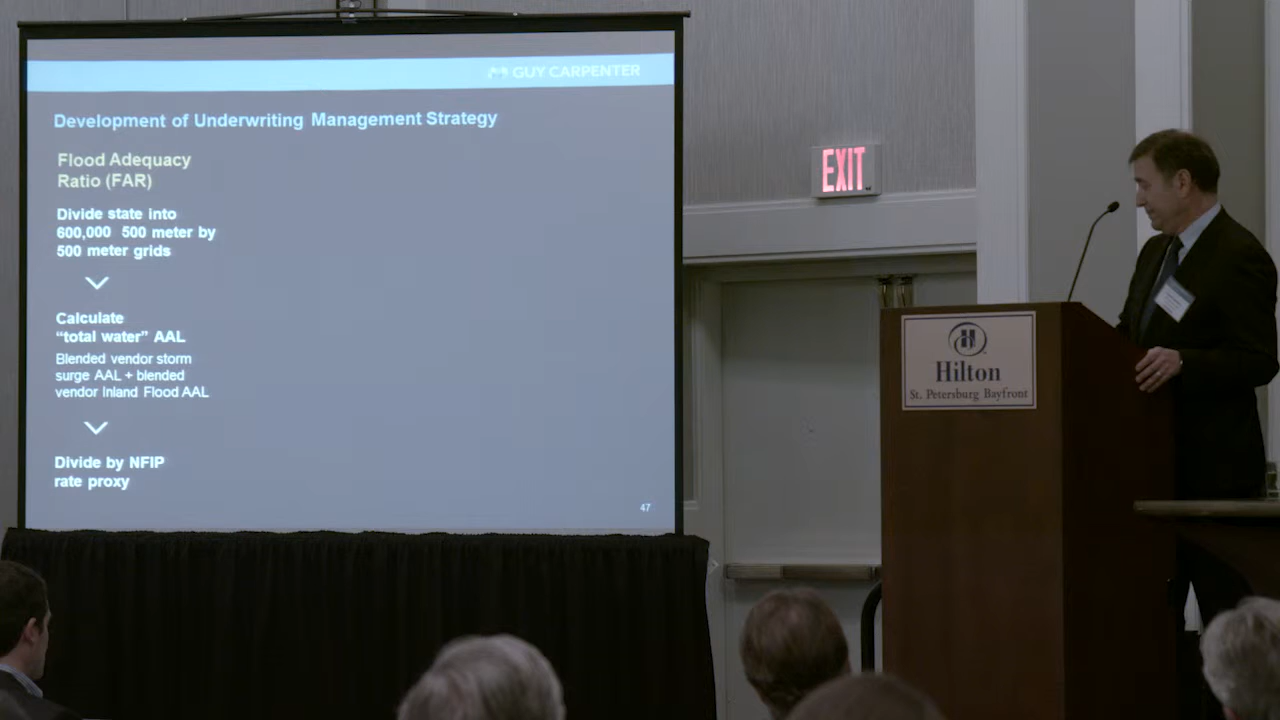 GUY CARPENTER
Development of Underwriting Management Strategy
Flood Adequacy
Ratio (FAR)
Divide state into
600,000 500 meter by
500 meter grids
Calculate
“total water” AAL
Blended vendor storm
surge AAL + blended
vendor Inland Flood AAL
Divide by NFIP
rate proxy
47
EXIT
Hilton
St. Petersburg Bayfront